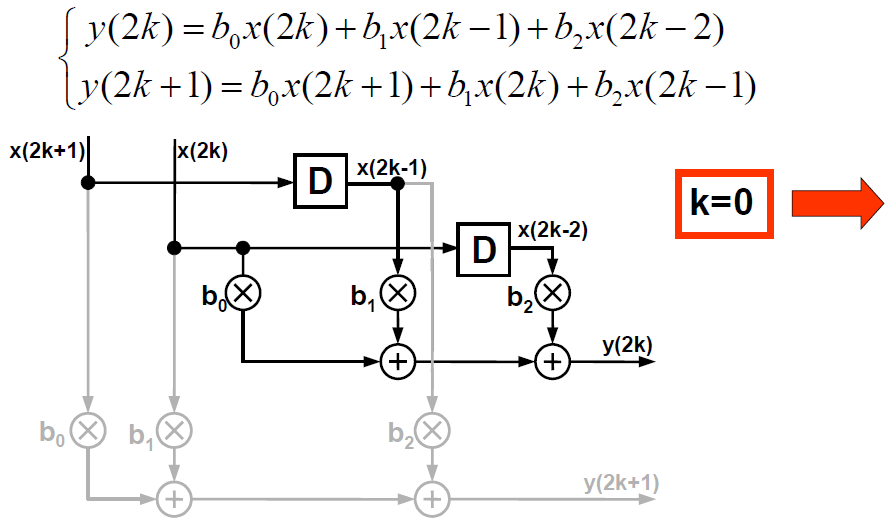 y(2k) = b₀x(2k) + b₁x(2k − 1) + b₂x(2k − 2)
y(2k + 1) = b₀x(2k + 1) + b₁x(2k) + b₂x(2k − 1)
x(2k+1) x(2k) D x(2k-1)
k=0
D x(2k-2)
b₀ b₁ b₂
y(2k)
b₀ b₁ b₂
y(2k+1)